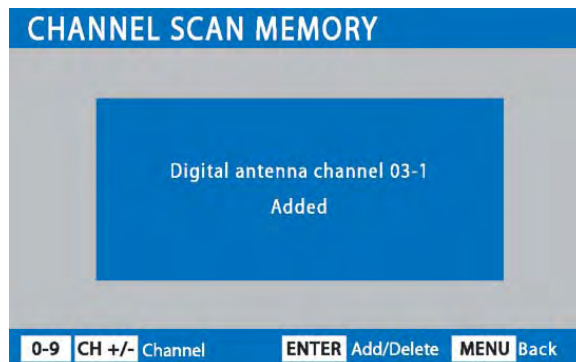 CHANNEL SCAN MEMORY
Digital antenna channel 03-1
Added
0-9 CH +/- Channel ENTER Add/Delete MENU Back